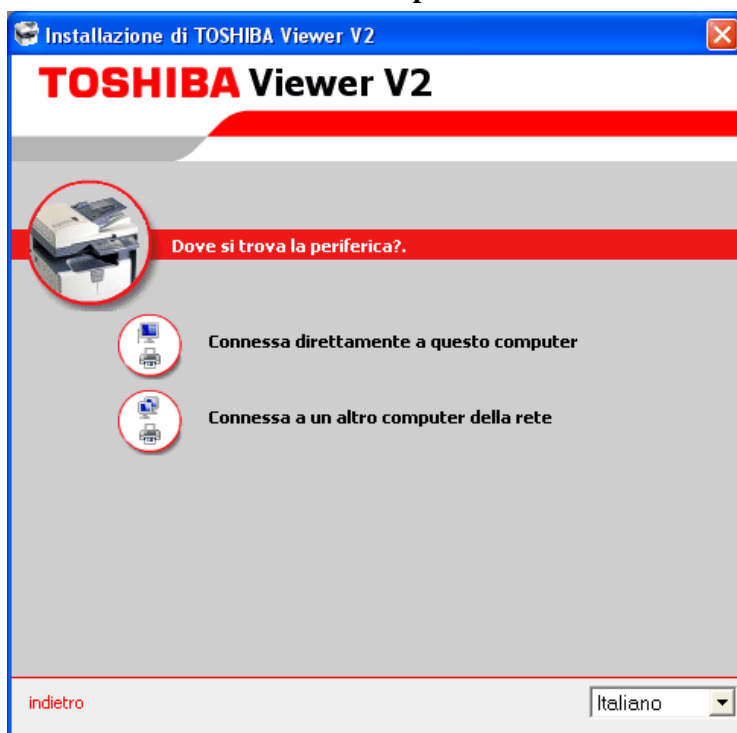 Installazione di TOSHIBA Viewer V2
TOSHIBA Viewer V2
Dove si trova la periferica?.
Connessa direttamente a questo computer
Connessa a un altro computer della rete
indietro
Italiano